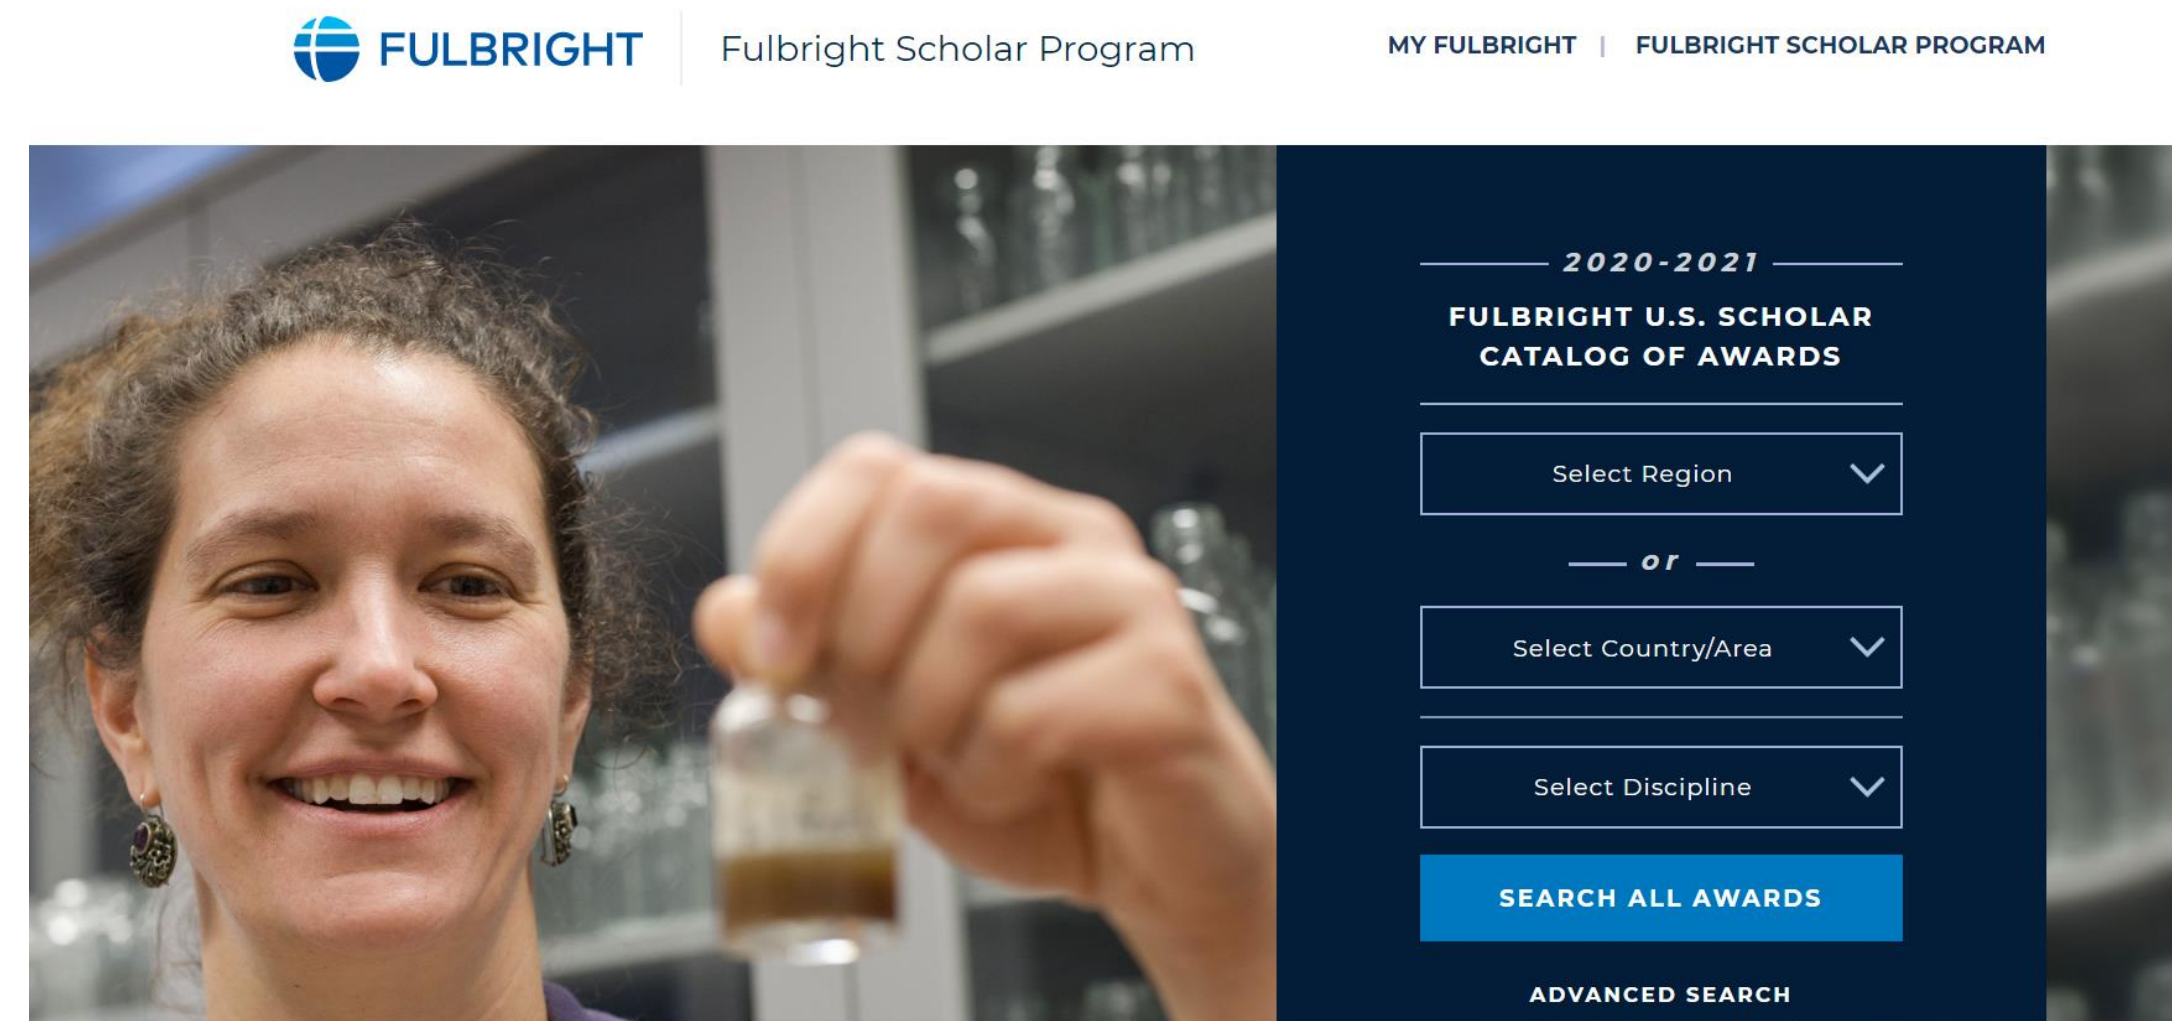 FULBRIGHT
Fulbright Scholar Program
MY FULBRIGHT | FULBRIGHT SCHOLAR PROGRAM
2020-2021
FULBRIGHT U.S. SCHOLAR
CATALOG OF AWARDS
Select Region
or
Select Country/Area
Select Discipline
SEARCH ALL AWARDS
ADVANCED SEARCH